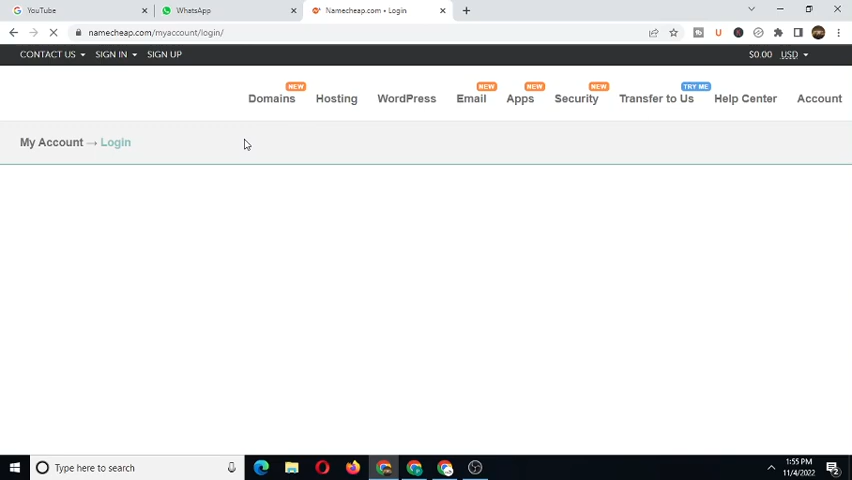 YouTube
WhatsApp
Namecheap.com • Login
namecheap.com/myaccount/login/
CONTACT US SIGN IN SIGN UP $0.00 USD
NEW NEW NEW NEW TRY ME
Domains Hosting WordPress Email Apps Security Transfer to Us Help Center Account
My Account → Login
Type here to search
1:55 PM
11/4/2022
2